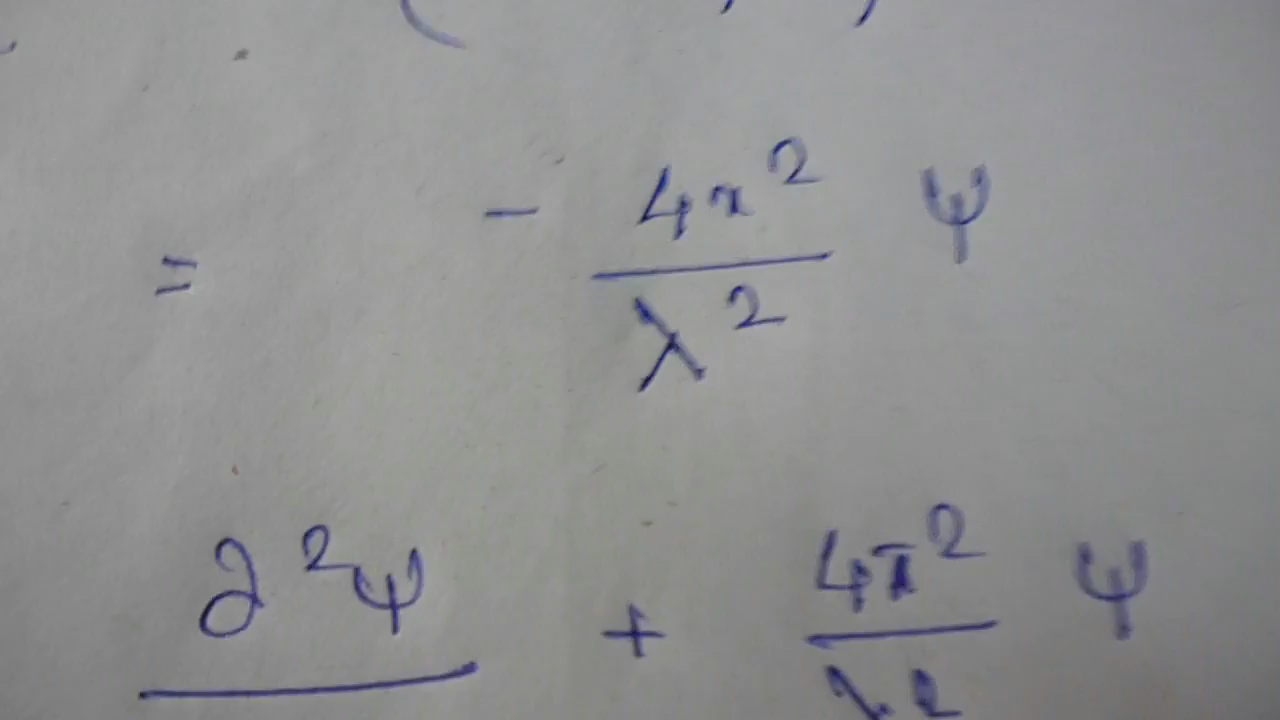 = - 4π² / λ² ψ
∂²ψ + 4π² / λ² ψ